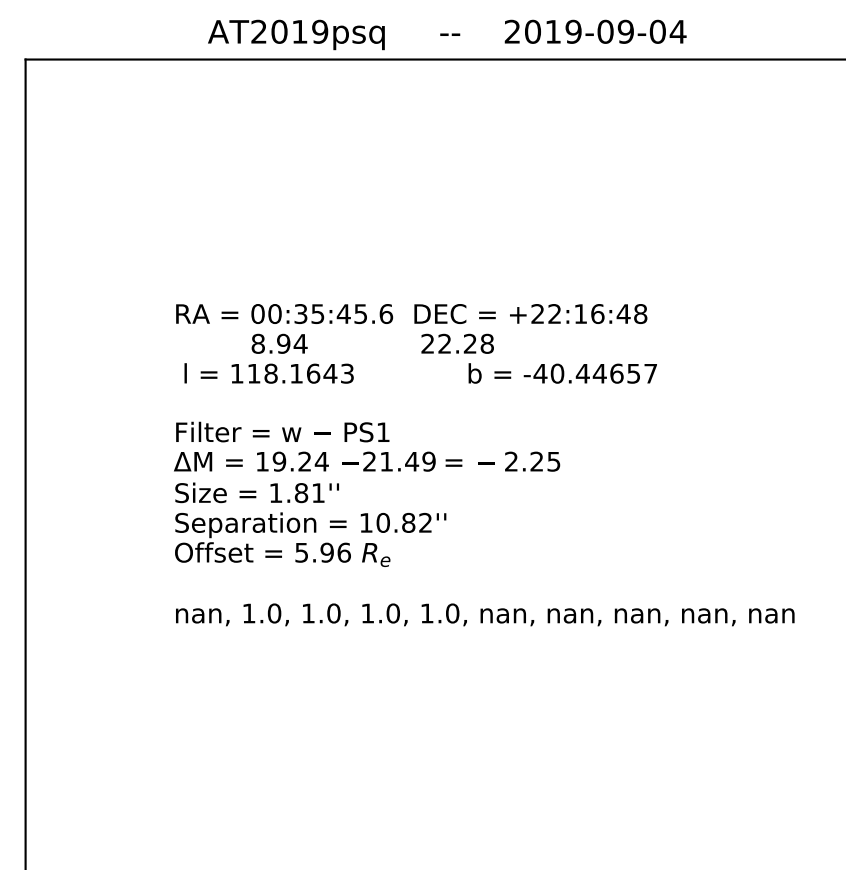 AT2019psq -- 2019-09-04
RA = 00:35:45.6 DEC = +22:16:48
8.94 22.28
l = 118.1643 b = -40.44657
Filter = w − PS1
ΔM = 19.24 −21.49 = − 2.25
Size = 1.81''
Separation = 10.82''
Offset = 5.96 Re
nan, 1.0, 1.0, 1.0, 1.0, nan, nan, nan, nan, nan